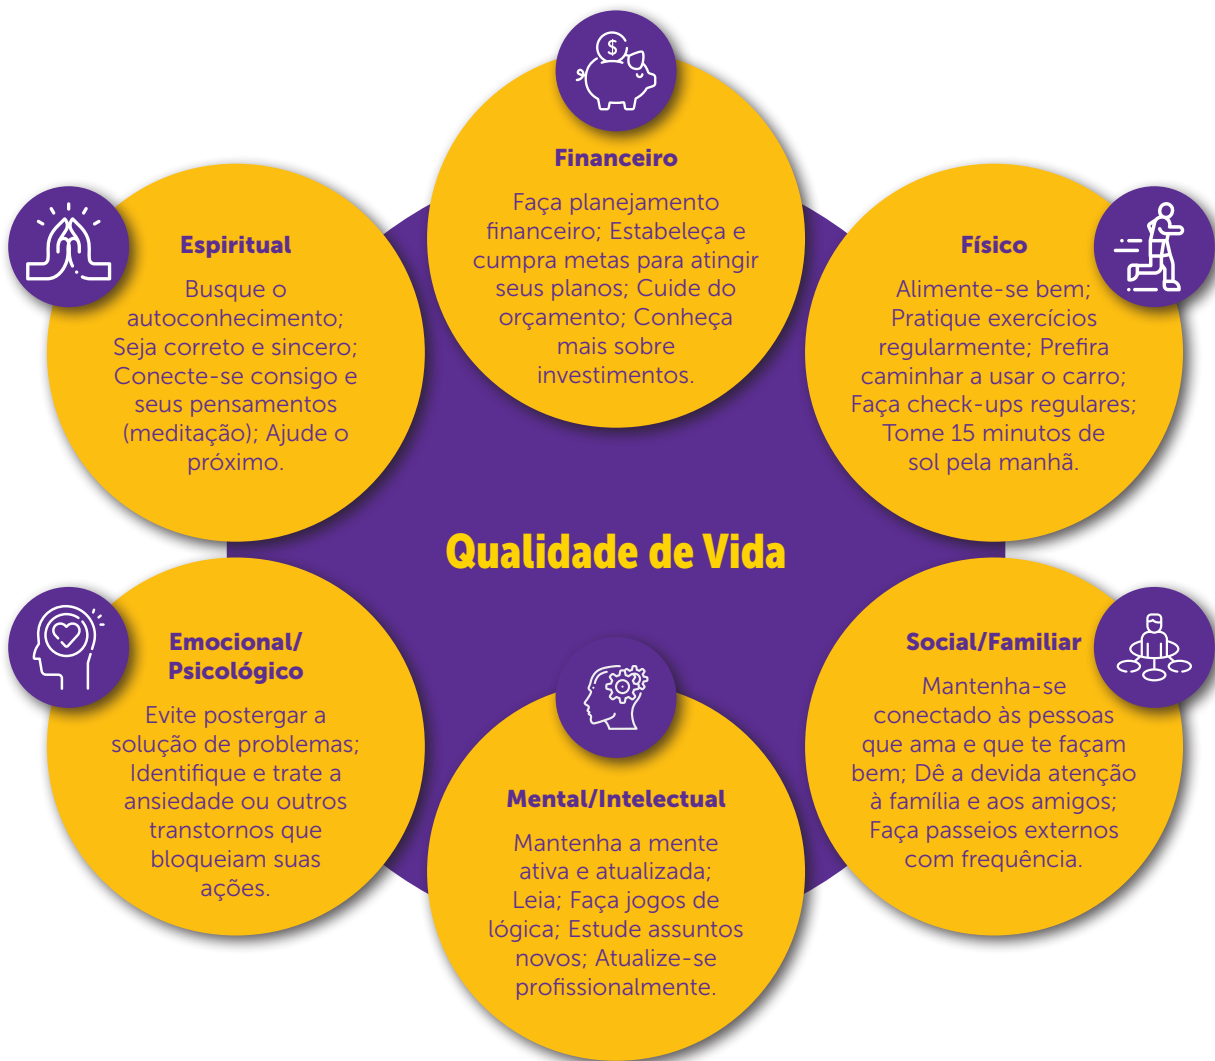 Financeiro
Faça planejamento
financeiro; Estabeleça e
cumpra metas para atingir
seus planos; Cuide do
orçamento; Conheça
mais sobre
investimentos.
Espiritual
Busque o
autoconhecimento;
Seja correto e sincero;
Conecte-se consigo e
seus pensamentos
(meditação); Ajude o
próximo.
Físico
Alimente-se bem;
Pratique exercícios
regularmente; Prefira
caminhar a usar o carro;
Faça check-ups regulares;
Tome 15 minutos de
sol pela manhã.
Qualidade de Vida
Emocional/
Psicológico
Evite postergar a
solução de problemas;
Identifique e trate a
ansiedade ou outros
transtornos que
bloqueiam suas
ações.
Mental/Intelectual
Mantenha a mente
ativa e atualizada;
Leia; Faça jogos de
lógica; Estude assuntos
novos; Atualize-se
profissionalmente.
Social/Familiar
Mantenha-se
conectado às pessoas
que ama e que te façam
bem; Dê a devida atenção
à família e aos amigos;
Faça passeios externos
com frequência.